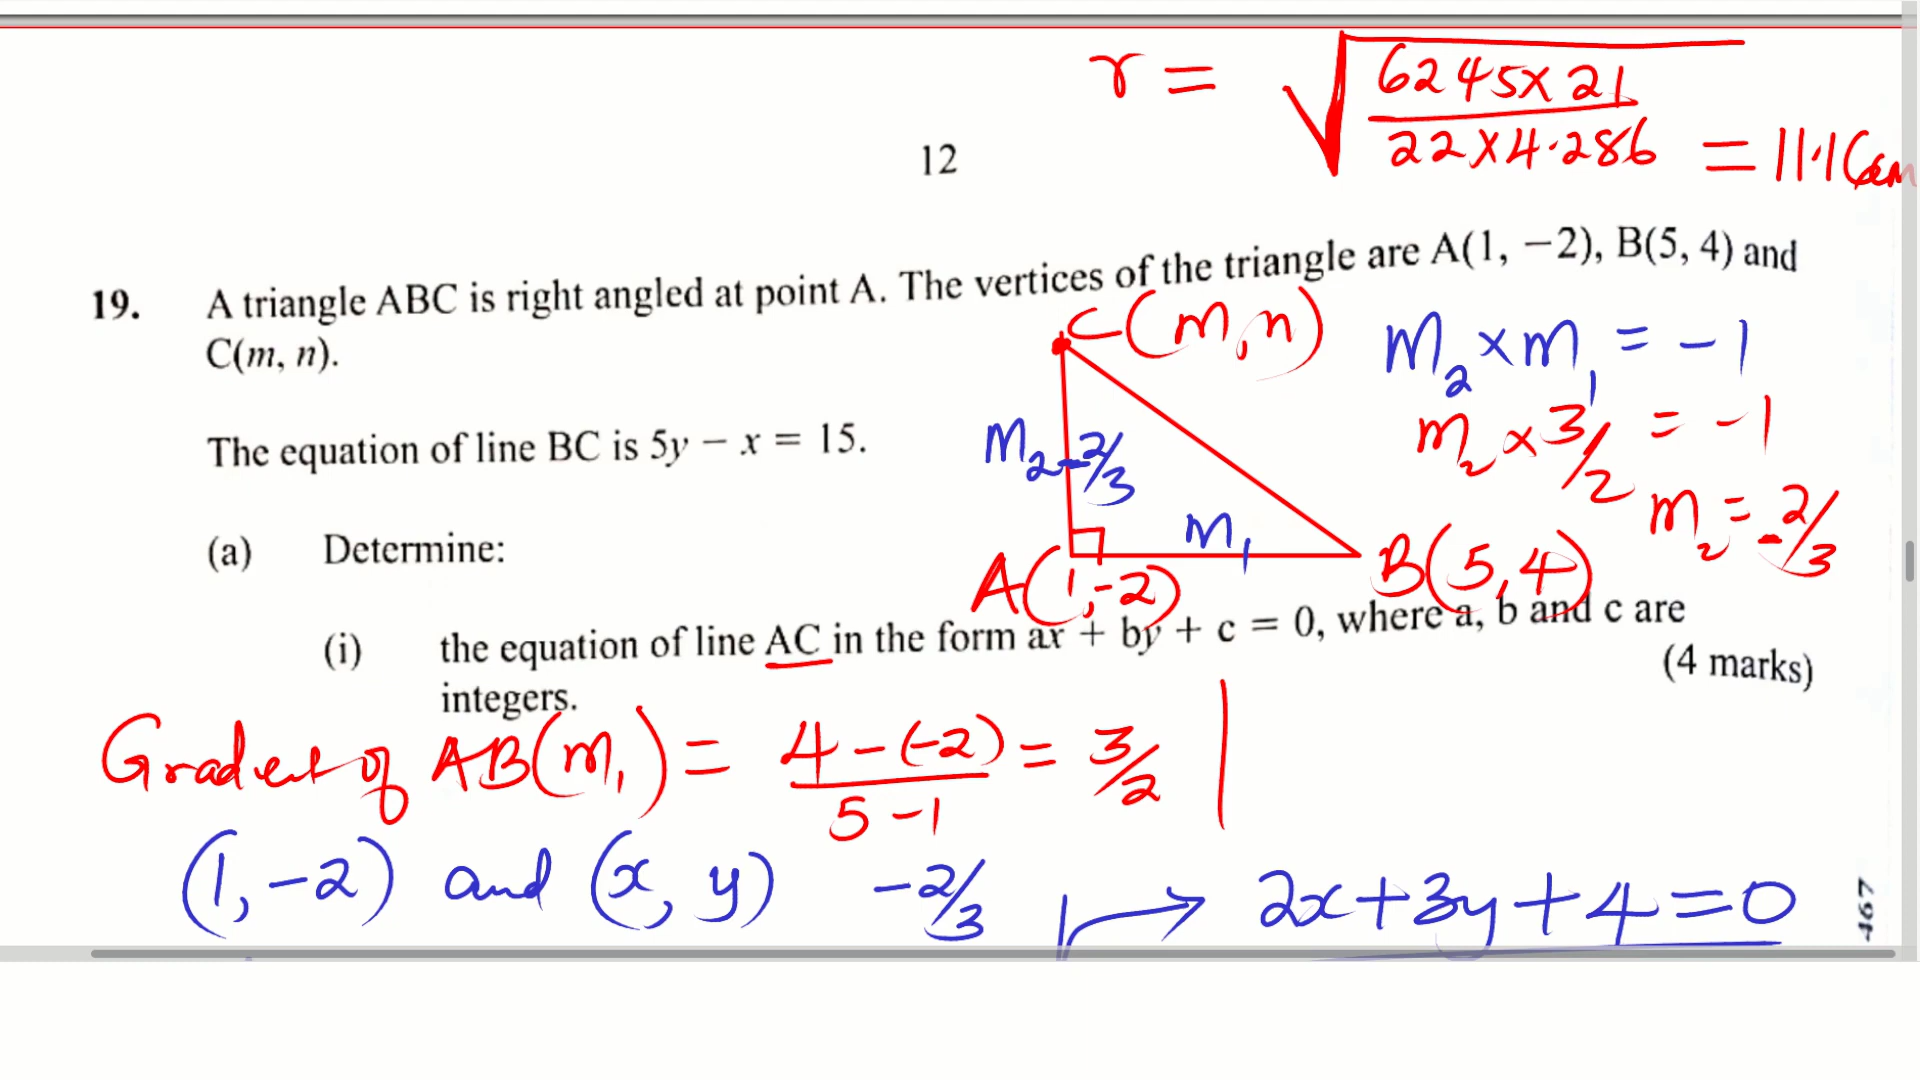 r = √ 6245×21
22×4.286 = 11.16cm
12
19. A triangle ABC is right angled at point A. The vertices of the triangle are A(1, −2), B(5, 4) and
C(m, n).
C(m,n)
M₂ × m₁ = −1
The equation of line BC is 5y − x = 15.
M₂ −2/3
m₂ × 3/2 = −1
m₂ = −2/3
(a) Determine:
m₁
A(1,−2)
B(5,4)
(i) the equation of line AC in the form ax + by + c = 0, where a, b and c are
integers.
(4 marks)
Gradient of AB(m₁) = 4−(−2) = 3/2
5−1
(1,−2) and (x, y) −2/3 → 2x+3y+4=0
467